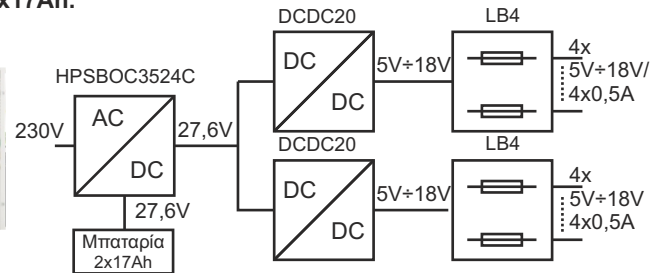 x17Ah.
DCDC20
LB4
DC
DC
5V÷18V
4x
5V÷18V/
4x0,5A
HPSBOC3524C
230V
AC
DC
27,6V
27,6V
Μπαταρία
2x17Ah
DCDC20
LB4
DC
DC
5V÷18V
4x
5V÷18V
4x0,5A